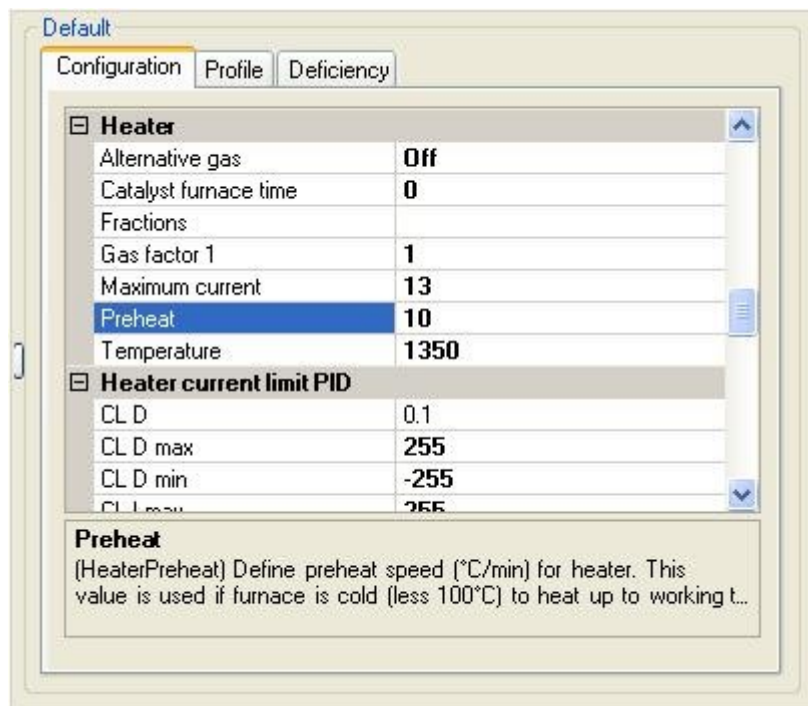 Default
Configuration Profile Deficiency
Heater
Alternative gas Off
Catalyst furnace time 0
Fractions
Gas factor 1 1
Maximum current 13
Preheat 10
Temperature 1350
Heater current limit PID
CL D 0.1
CL D max 255
CL D min -255
CL I max 255
Preheat
(HeaterPreheat) Define preheat speed (°C/min) for heater. This
value is used if furnace is cold (less 100°C) to heat up to working t...